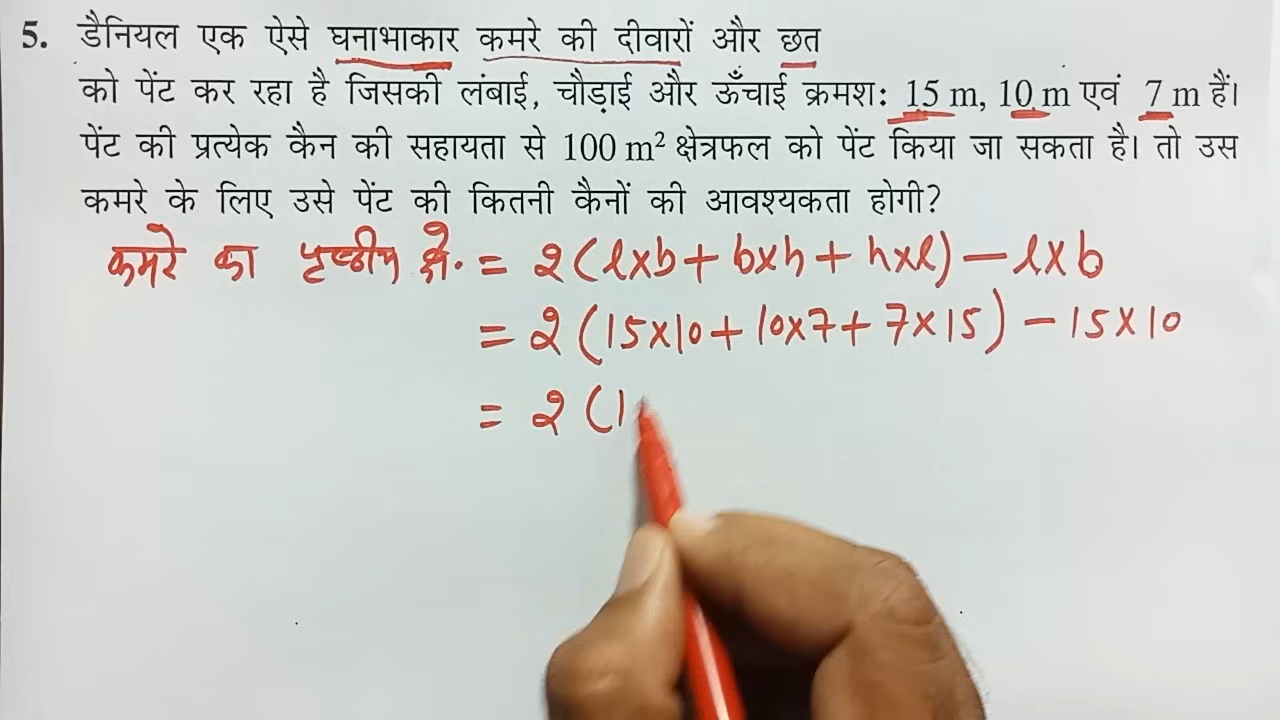 5. डैनियल एक ऐसे घनाभाकार कमरे की दीवारों और छत
को पेंट कर रहा है जिसकी लंबाई, चौड़ाई और ऊँचाई क्रमश: 15 m, 10 m एवं 7 m हैं।
पेंट की प्रत्येक कैन की सहायता से 100 m² क्षेत्रफल को पेंट किया जा सकता है। तो उस
कमरे के लिए उसे पेंट की कितनी कैनों की आवश्यकता होगी?
कमरे का पृष्ठीय क्षे. = 2 (l×b + b×h + h×l) - l×b
= 2 (15×10 + 10×7 + 7×15) - 15×10
= 2 (1